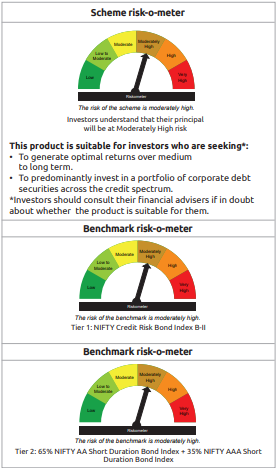 Scheme risk-o-meter
Low
Low to
Moderate
Moderate
Moderately
High
High
Very
High
Riskometer
The risk of the scheme is moderately high.
Investors understand that their principal
will be at Moderately High risk
This product is suitable for investors who are seeking*:
• To generate optimal returns over medium
to long term.
• To predominantly invest in a portfolio of corporate debt
securities across the credit spectrum.
*Investors should consult their financial advisers if in doubt
about whether the product is suitable for them.
Benchmark risk-o-meter
Low
Low to
Moderate
Moderate
Moderately
High
High
Very
High
Riskometer
The risk of the benchmark is moderately high.
Tier 1: NIFTY Credit Risk Bond Index B-II
Benchmark risk-o-meter
Low
Low to
Moderate
Moderate
Moderately
High
High
Very
High
Riskometer
The risk of the benchmark is moderately high.
Tier 2: 65% NIFTY AA Short Duration Bond Index + 35% NIFTY AAA Short
Duration Bond Index